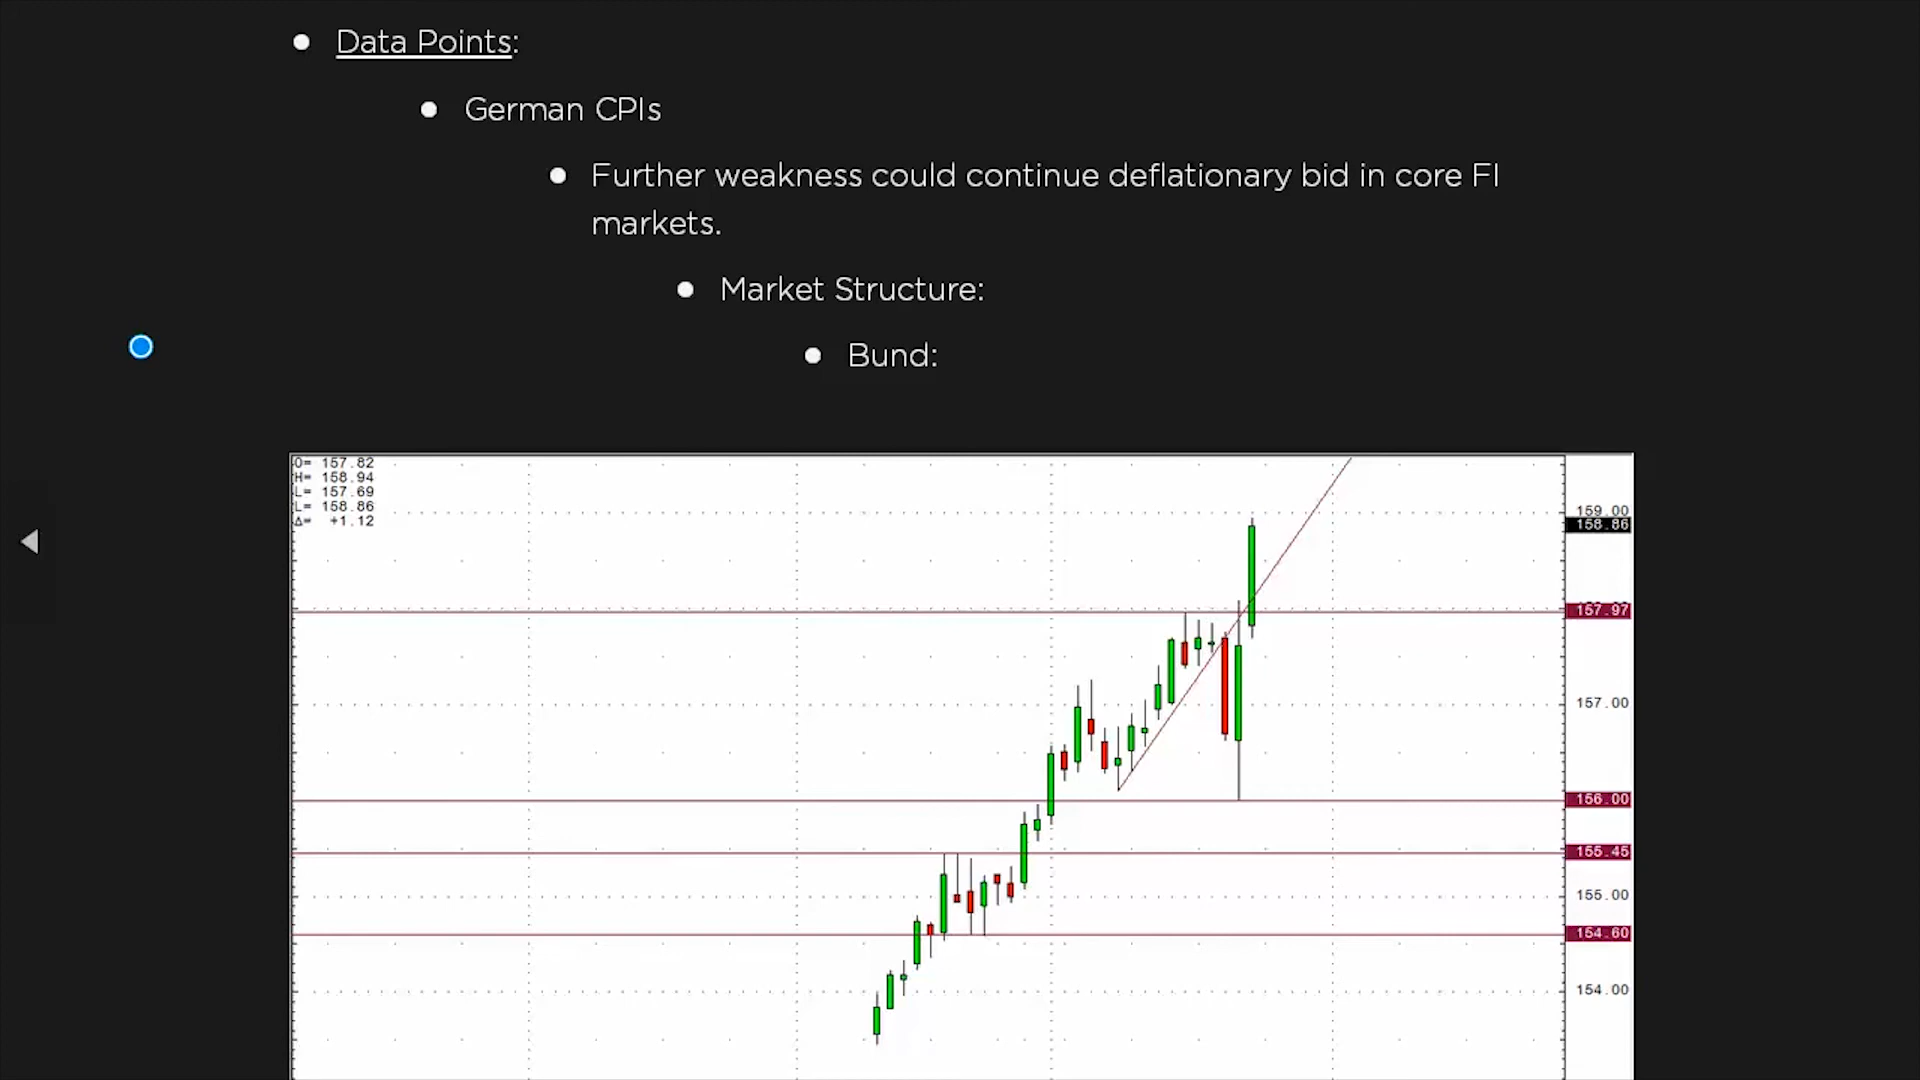 Data Points:
German CPIs
Further weakness could continue deflationary bid in core FI
markets.
Market Structure:
Bund:
O= 157.82
H= 158.94
L= 157.69
L= 158.86
Δ= +1.12
159.00
158.86
157.97
157.00
156.00
155.45
155.00
154.60
154.00